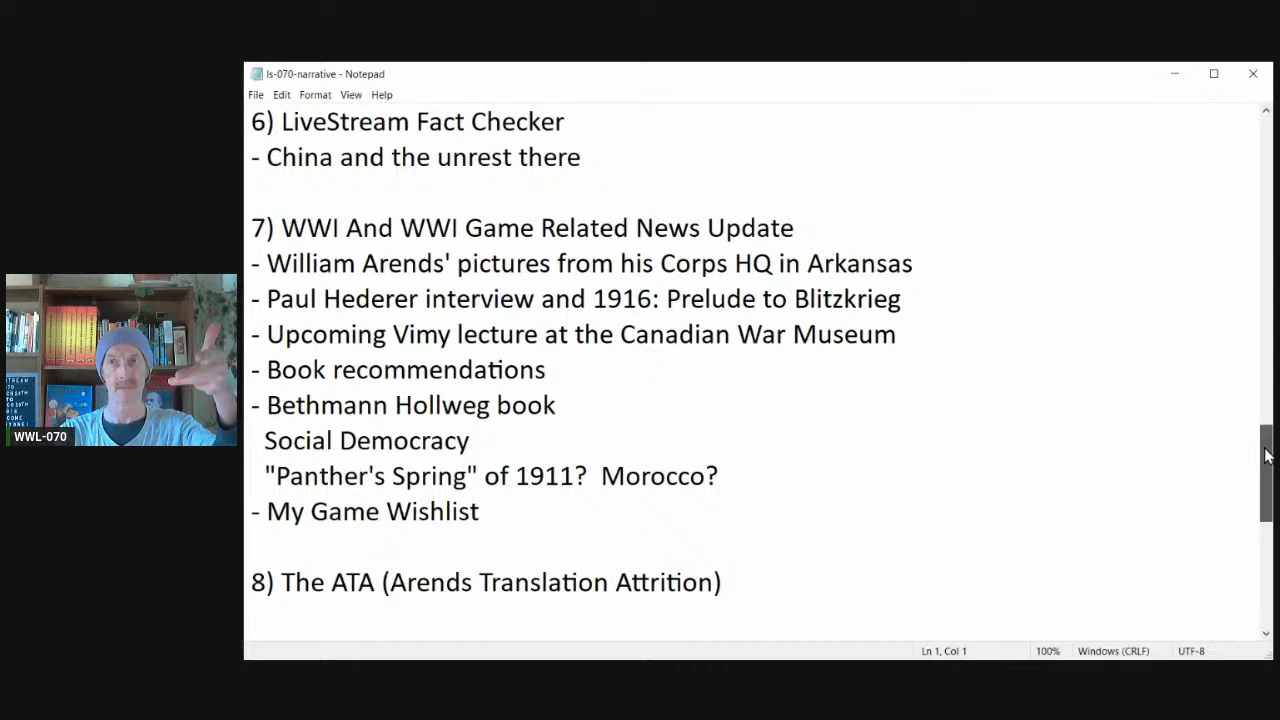 ls-070-narrative - Notepad
File Edit Format View Help
6) LiveStream Fact Checker
- China and the unrest there
7) WWI And WWI Game Related News Update
- William Arends' pictures from his Corps HQ in Arkansas
- Paul Hederer interview and 1916: Prelude to Blitzkrieg
- Upcoming Vimy lecture at the Canadian War Museum
- Book recommendations
- Bethmann Hollweg book
Social Democracy
"Panther's Spring" of 1911? Morocco?
- My Game Wishlist
8) The ATA (Arends Translation Attrition)
Ln 1, Col 1 100% Windows (CRLF) UTF-8
WWL-070